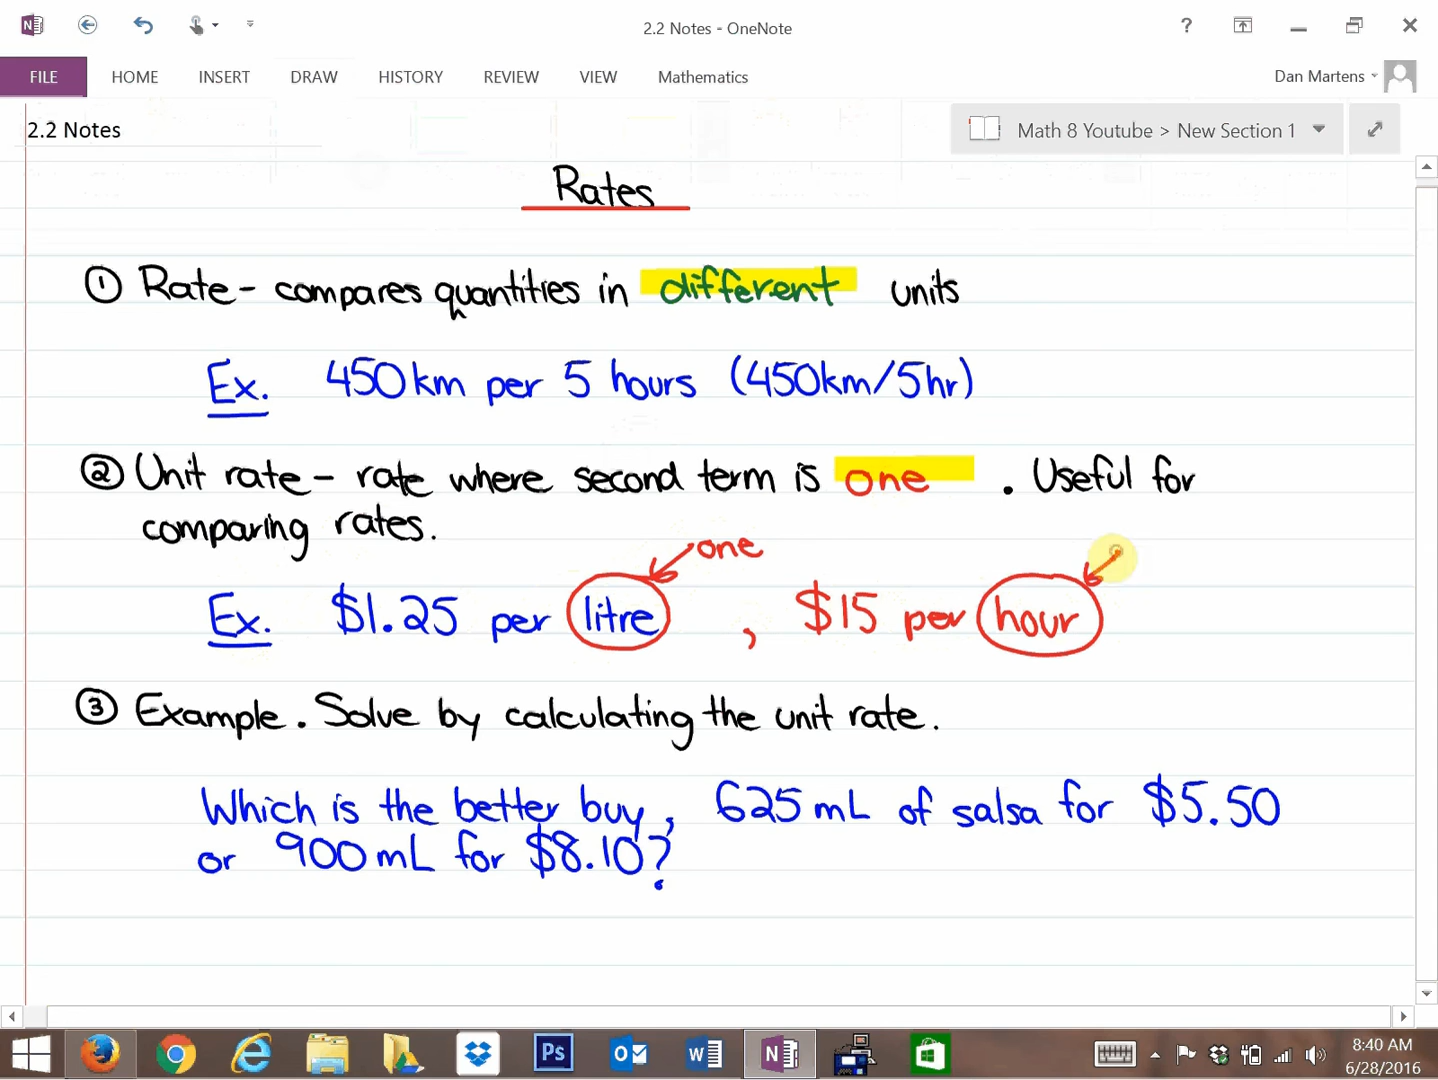 2.2 Notes - OneNote
?
FILE HOME INSERT DRAW HISTORY REVIEW VIEW Mathematics
Dan Martens
2.2 Notes
Math 8 Youtube > New Section 1
Rates
① Rate - compares quantities in different units
Ex. 450 km per 5 hours (450km/5hr)
② Unit rate - rate where second term is one . Useful for
comparing rates.
one
Ex. $1.25 per litre , $15 per hour
③ Example. Solve by calculating the unit rate.
Which is the better buy, 625 mL of salsa for $5.50
or 900 mL for $8.10?
8:40 AM
6/28/2016